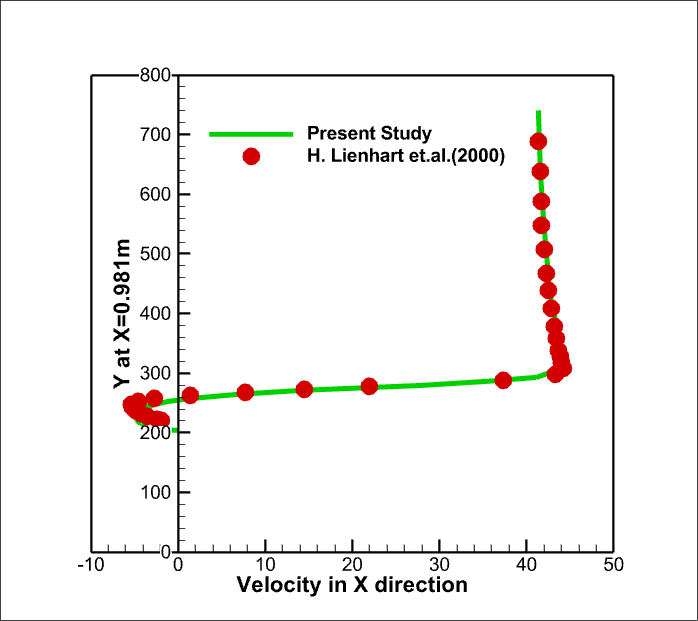 800
700
Present Study
H. Lienhart et.al.(2000)
600
500
400
Y at X=0.981m
300
200
100
0
-10 0 10 20 30 40 50
Velocity in X direction